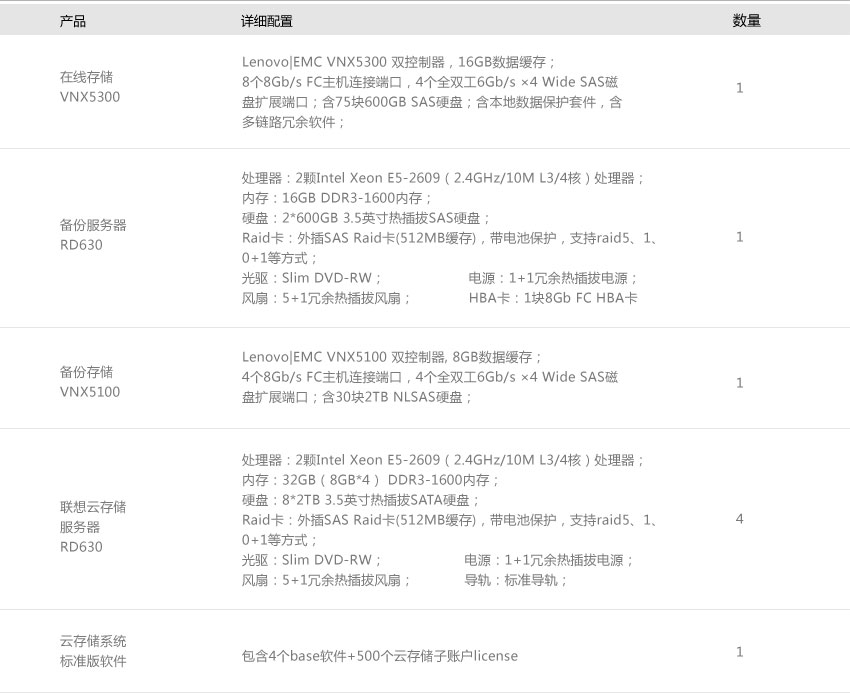 产品 详细配置 数量
在线存储
VNX5300
Lenovo|EMC VNX5300 双控制器，16GB数据缓存；
8个8Gb/s FC主机连接端口，4个全双工6Gb/s ×4 Wide SAS磁
盘扩展端口；含75块600GB SAS硬盘；含本地数据保护套件，含
多链路冗余软件；
1
备份服务器
RD630
处理器：2颗Intel Xeon E5-2609（2.4GHz/10M L3/4核）处理器；
内存：16GB DDR3-1600内存；
硬盘：2*600GB 3.5英寸热插拔SAS硬盘；
Raid卡：外插SAS Raid卡(512MB缓存)，带电池保护，支持raid5、1、
0+1等方式；
光驱：Slim DVD-RW； 电源：1+1冗余热插拔电源；
风扇：5+1冗余热插拔风扇； HBA卡：1块8Gb FC HBA卡
1
备份存储
VNX5100
Lenovo|EMC VNX5100 双控制器, 8GB数据缓存；
4个8Gb/s FC主机连接端口，4个全双工6Gb/s ×4 Wide SAS磁
盘扩展端口；含30块2TB NLSAS硬盘；
1
联想云存储
服务器
RD630
处理器：2颗Intel Xeon E5-2609（2.4GHz/10M L3/4核）处理器；
内存：32GB（8GB*4） DDR3-1600内存；
硬盘：8*2TB 3.5英寸热插拔SATA硬盘；
Raid卡：外插SAS Raid卡(512MB缓存)，带电池保护，支持raid5、1、
0+1等方式；
光驱：Slim DVD-RW； 电源：1+1冗余热插拔电源；
风扇：5+1冗余热插拔风扇； 导轨：标准导轨；
4
云存储系统
标准版软件
包含4个base软件+500个云存储子账户license
1